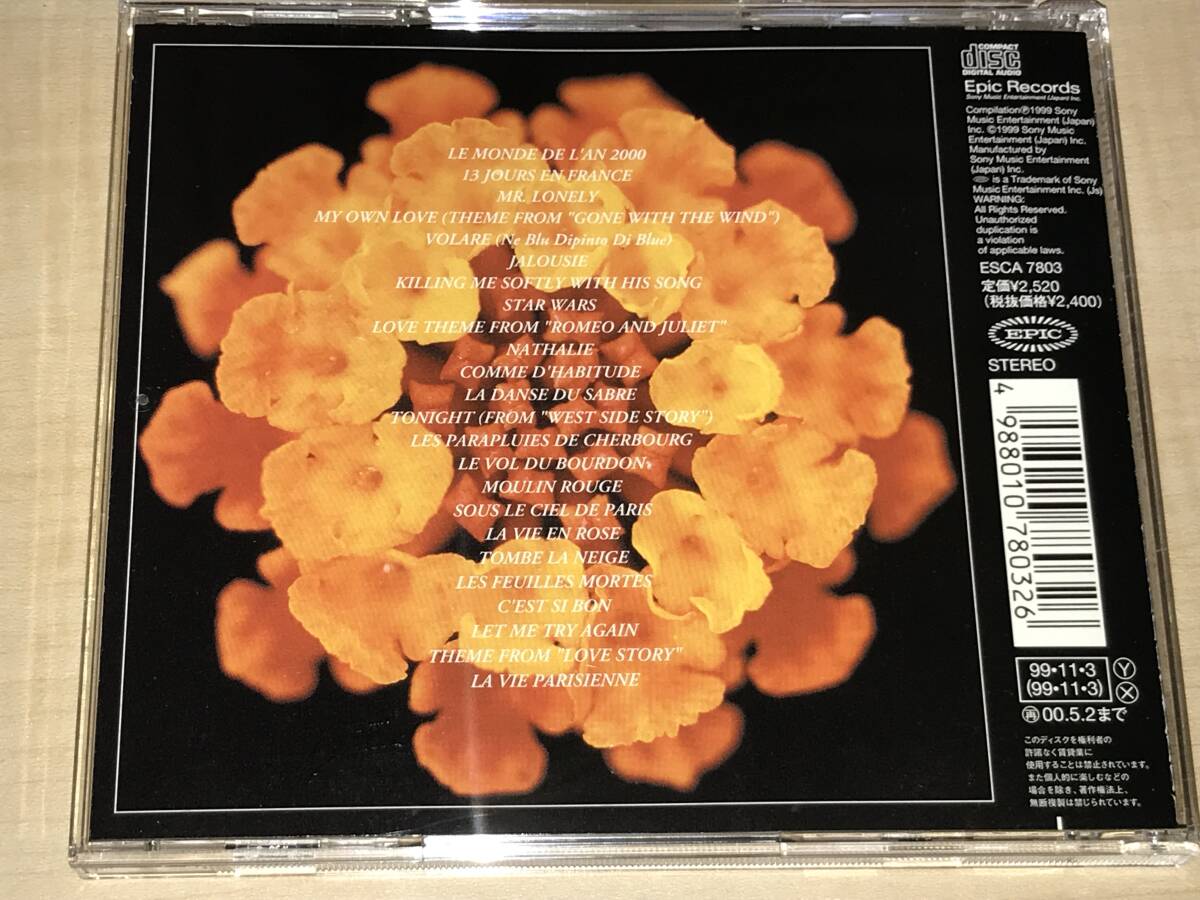 LE MONDE DE L'AN 2000
13 JOURS EN FRANCE
MR. LONELY
MY OWN LOVE (THEME FROM "GONE WITH THE WIND")
VOLARE (Ne Blu Dipinto Di Blue)
JALOUSIE
KILLING ME SOFTLY WITH HIS SONG
STAR WARS
LOVE THEME FROM "ROMEO AND JULIET"
NATHALIE
COMME D'HABITUDE
LA DANSE DU SABRE
TONIGHT (FROM "WEST SIDE STORY")
LES PARAPLUIES DE CHERBOURG
LE VOL DU BOURDON
MOULIN ROUGE
SOUS LE CIEL DE PARIS
LA VIE EN ROSE
TOMBE LA NEIGE
LES FEUILLES MORTES
C'EST SI BON
LET ME TRY AGAIN
THEME FROM "LOVE STORY"
LA VIE PARISIENNE
COMPACT
disc
DIGITAL AUDIO
Epic Records
Sony Music Entertainment (Japan) Inc.
Compilation Ⓟ1999 Sony
Music Entertainment (Japan)
Inc. ©1999 Sony Music
Entertainment (Japan) Inc.
Manufactured by
Sony Music Entertainment
(Japan) Inc.
is a Trademark of Sony
Music Entertainment Inc. (Js)
WARNING:
All Rights Reserved.
Unauthorized
duplication is
a violation
of applicable laws.
ESCA 7803
定価¥2,520
(税抜価格¥2,400)
EPIC
STEREO
4 988010 780326
99・11・3 Ⓨ
(99・11・3) Ⓧ
㊢00.5.2まで
このディスクを権利者の
許諾なく賃貸業に
使用することは禁止されています。
また個人的に楽しむなどの
場合を除き、著作権法上、
無断複製は禁じられています。